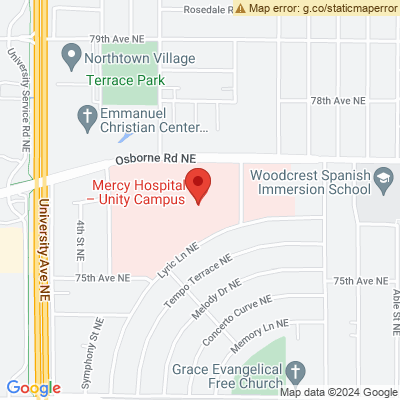 Rosedale R
Map error: g.co/staticmaperror
79th Ave NE
University Service Rd NE
Northtown Village
Terrace Park
78th Ave NE
Emmanuel
Christian Center...
Osborne Rd NE
Woodcrest Spanish
Immersion School
Mercy Hospital
– Unity Campus
University Ave NE
4th St NE
Lyric Ln NE
75th Ave NE
Tempo Terrace NE
75th Ave NE
Melody Dr NE
Able St NE
Concerto Curve NE
Symphony St NE
Memory Ln NE
Grace Evangelical
Free Church
Google
Map data ©2024 Google